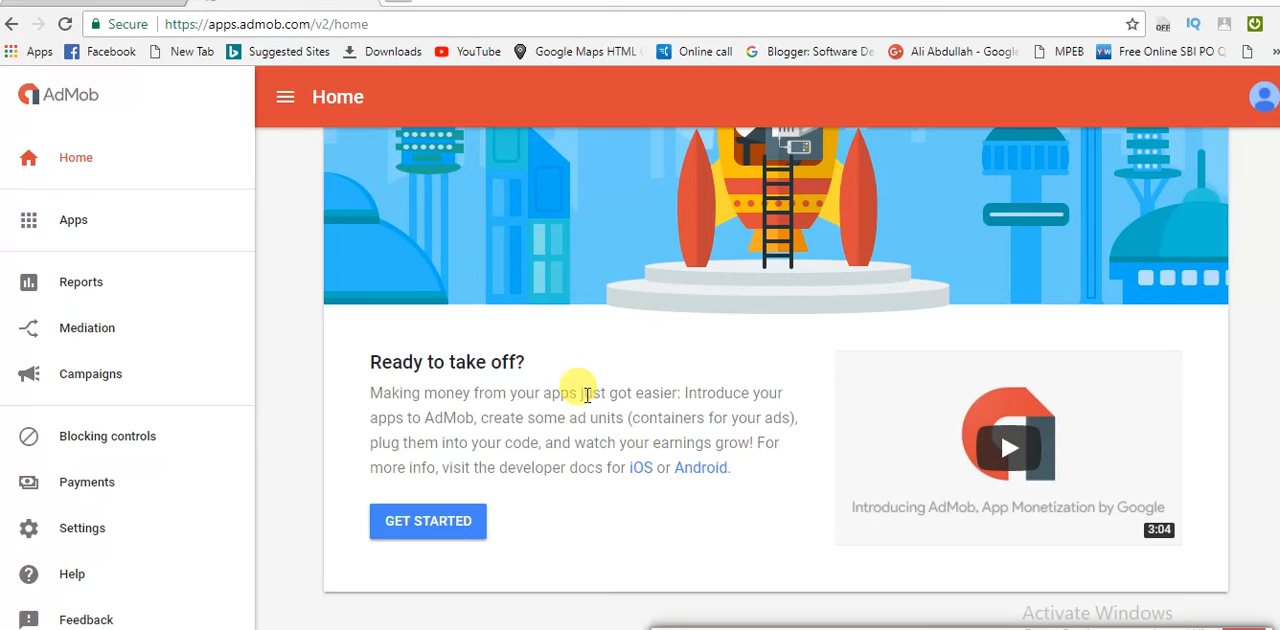 Secure https://apps.admob.com/v2/home
OFF
IQ
Apps Facebook New Tab Suggested Sites Downloads YouTube Google Maps HTML Online call Blogger: Software De Ali Abdullah - Google MPEB Free Online SBI PO Q
AdMob
Home
Home
Apps
Reports
Mediation
Campaigns
Blocking controls
Payments
Settings
Help
Feedback
Ready to take off?
Making money from your apps just got easier: Introduce your
apps to AdMob, create some ad units (containers for your ads),
plug them into your code, and watch your earnings grow! For
more info, visit the developer docs for iOS or Android.
GET STARTED
Introducing AdMob, App Monetization by Google
3:04
Activate Windows